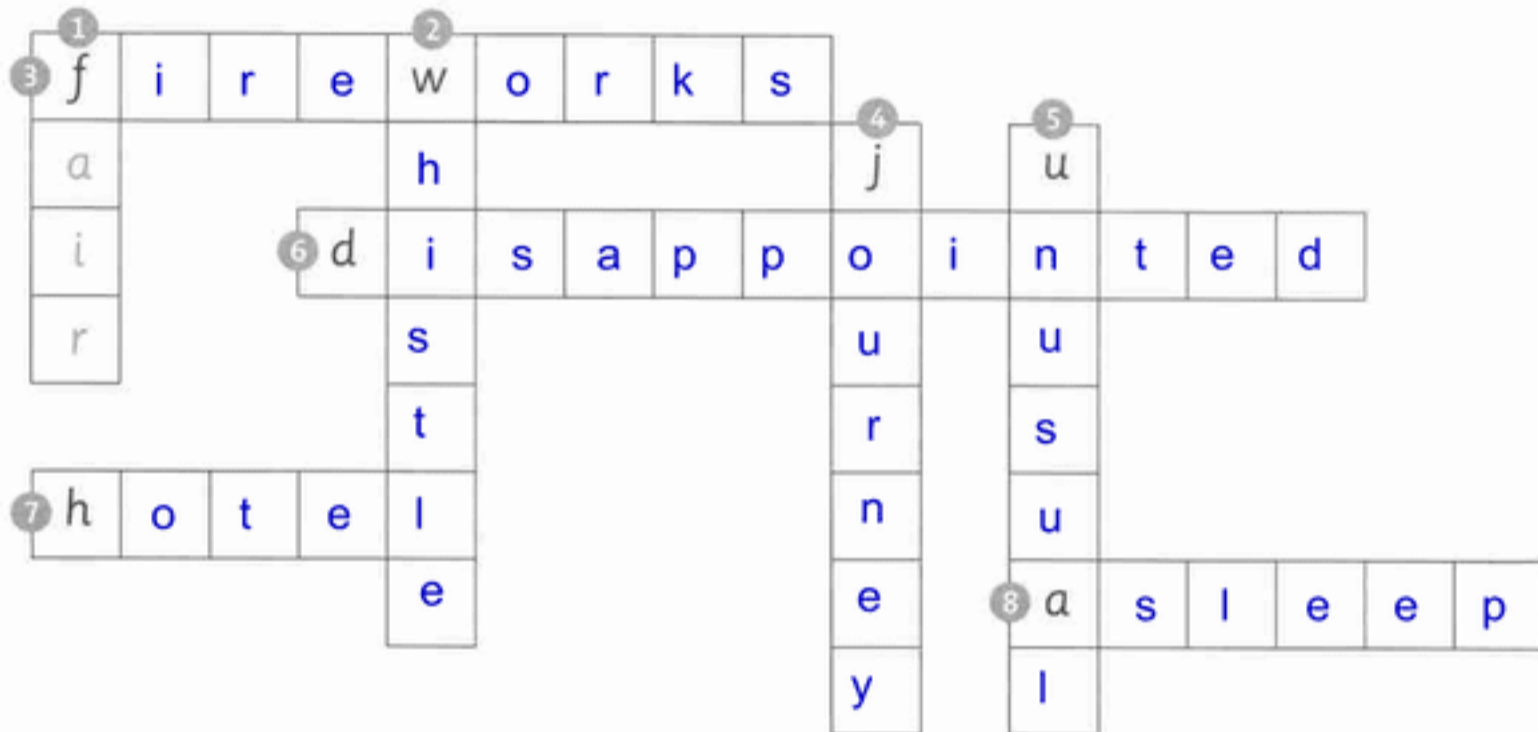 1 2
3 f i r e w o r k s
4 5
a h j u
6 i d i s a p p o i n t e d
r s u u
t r s
7 h o t e l n u
e e 8 a s l e e p
y l